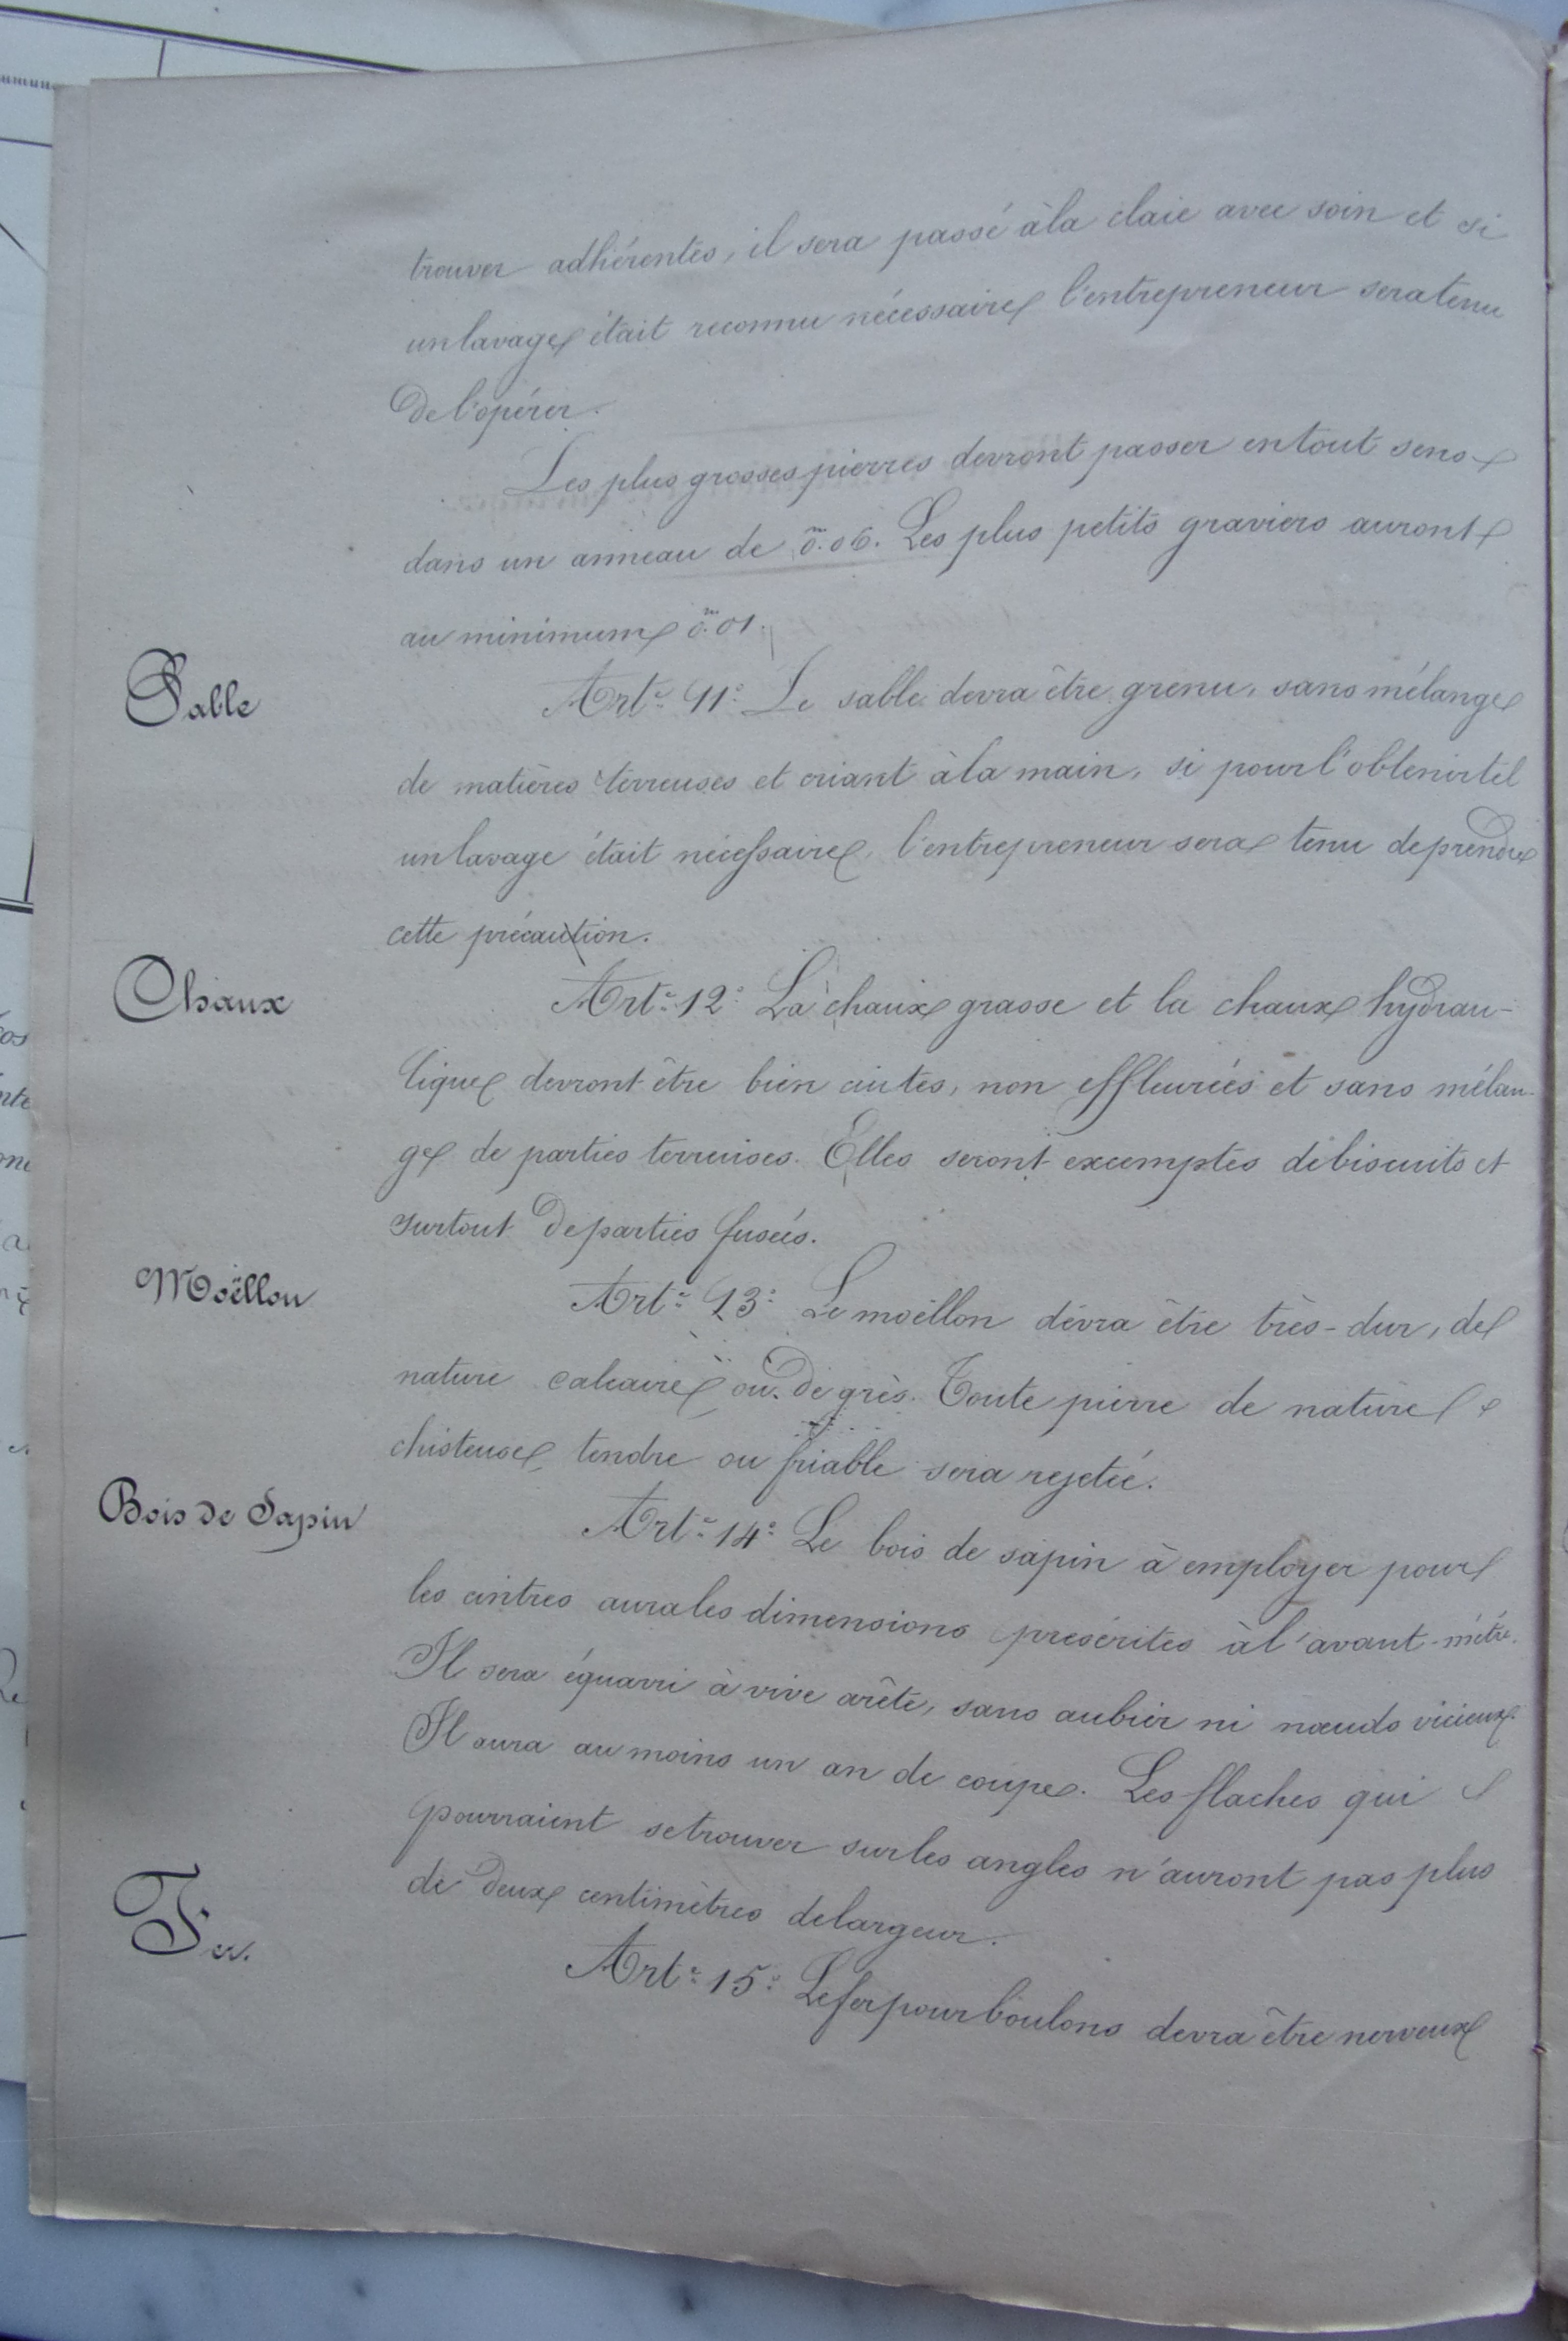 trouver adhérentes, il sera passé à la claie avec soin et si
un lavage était reconnu nécessaire l'entrepreneur sera tenu
de l'opérer.
Les plus grosses pierres devront passer en tout sens
dans un anneau de 0.ᵐ06. Les plus petits graviers auront
au minimum 0.ᵐ01.
Sable
Art.ᵉ 11.ᵉ Le sable devra être grenu, sans mélange
de matières terreuses et criant à la main, si pour l'obtenir tel
un lavage était nécessaire, l'entrepreneur sera tenu de prendre
cette précaution.
Chaux
Art.ᵉ 12.ᵉ La chaux grasse et la chaux hydrau-
lique devront être bien cuites, non effleurées et sans mélan-
ge de parties terreuses. Elles seront excemptes de biscuits et
surtout de parties fusées.
Moëllon
Art.ᵉ 13.ᵉ Le moëllon devra être très-dur, de
nature calcaire ou de grès. Toute pierre de nature
chisteuse, tendre ou friable sera rejetée.
Bois de Sapin
Art.ᵉ 14.ᵉ Le bois de sapin à employer pour
les cintres aura les dimensions prescrites à l'avant-métré.
Il sera équarri à vive arête, sans aubier ni nœuds vicieux.
Il aura au moins un an de coupe. Les flaches qui
pourraient se trouver sur les angles n'auront pas plus
de deux centimètres de largeur.
Fer.
Art.ᵉ 15.ᵉ Le fer pour boulons devra être nerveux